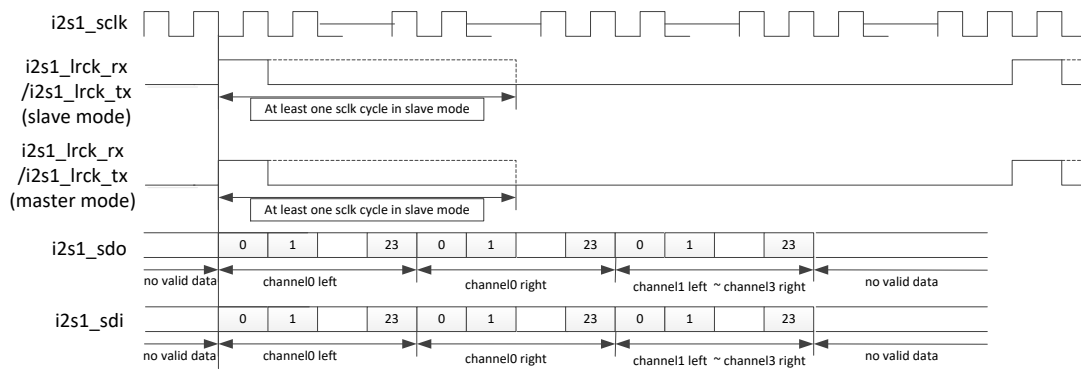 i2s1_sclk
i2s1_lrck_rx
/i2s1_lrck_tx
(slave mode)
At least one sclk cycle in slave mode
i2s1_lrck_rx
/i2s1_lrck_tx
(master mode)
At least one sclk cycle in slave mode
i2s1_sdo
0 1 23 0 1 23 0 1 23
no valid data channel0 left channel0 right channel1 left ~ channel3 right no valid data
i2s1_sdi
0 1 23 0 1 23 0 1 23
no valid data channel0 left channel0 right channel1 left ~ channel3 right no valid data